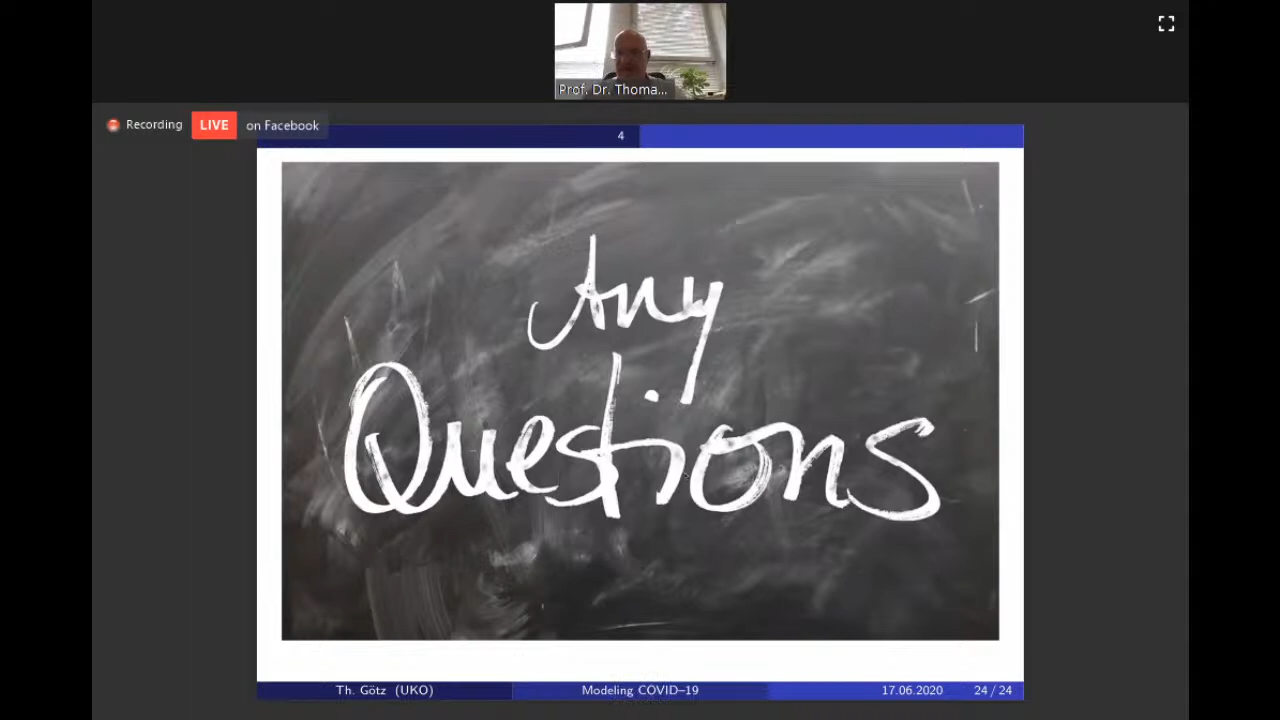 Prof. Dr. Thoma...
Recording LIVE on Facebook
4
Any
Questions
Th. Götz (UKO) Modeling COVID–19 17.06.2020 24 / 24